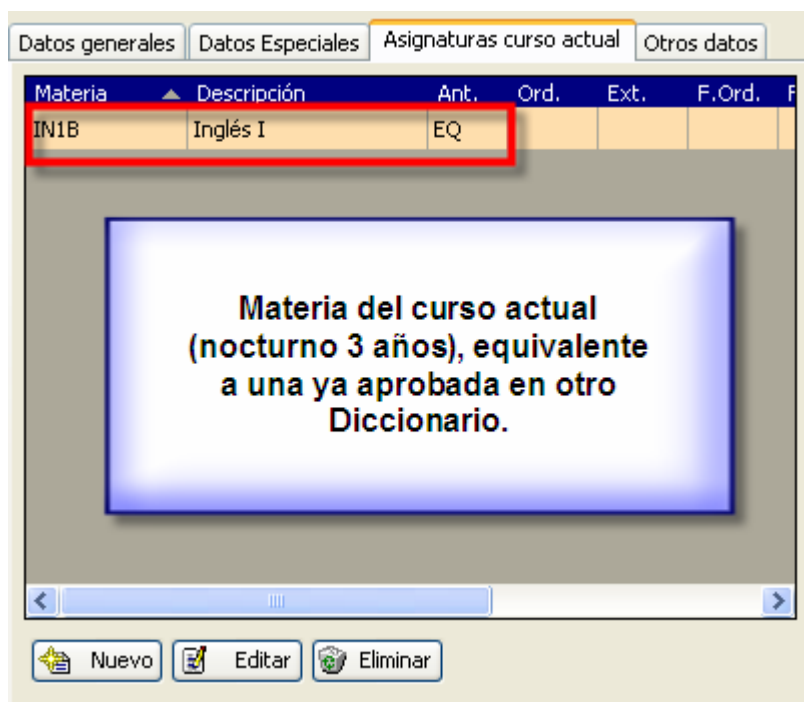 Datos generales Datos Especiales Asignaturas curso actual Otros datos
Materia Descripción Ant. Ord. Ext. F.Ord. F
IN1B Inglés I EQ
Materia del curso actual
(nocturno 3 años), equivalente
a una ya aprobada en otro
Diccionario.
Nuevo Editar Eliminar